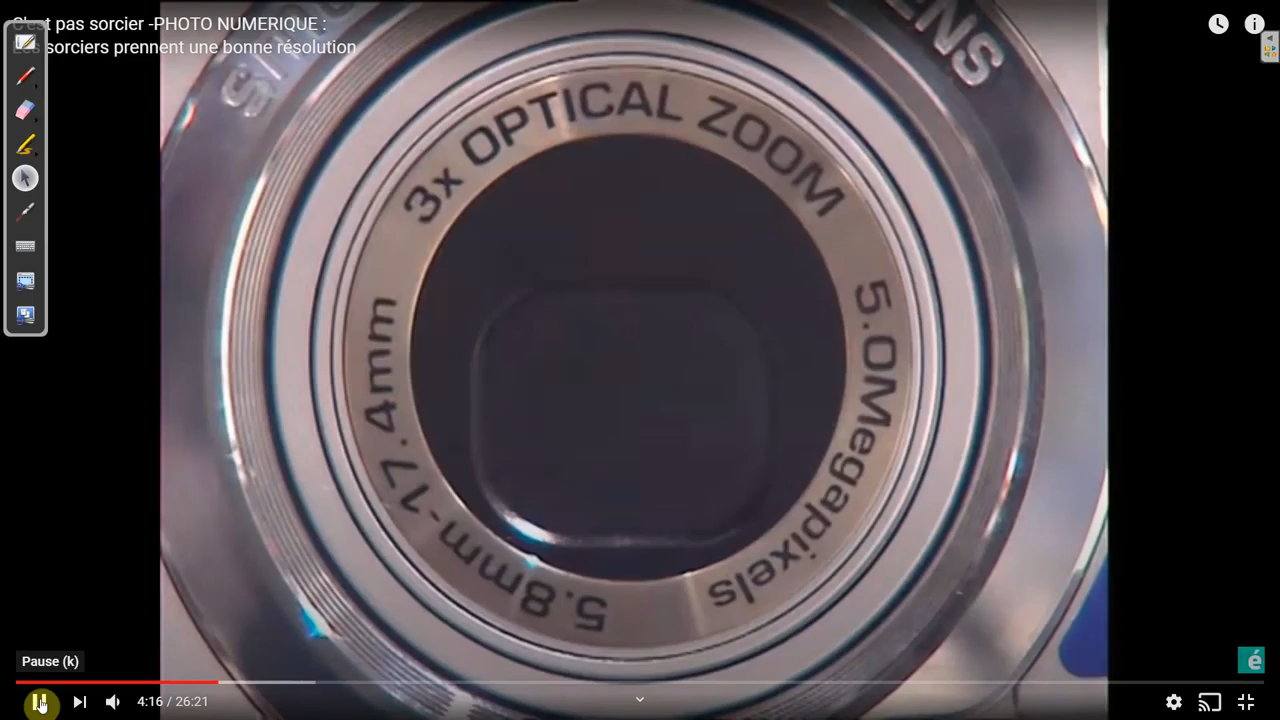 C'est pas sorcier -PHOTO NUMERIQUE :
Les sorciers prennent une bonne résolution
ENS
3x OPTICAL ZOOM
5.0Megapixels
5.8mm-17.4mm
é
Pause (k)
4:16 / 26:21